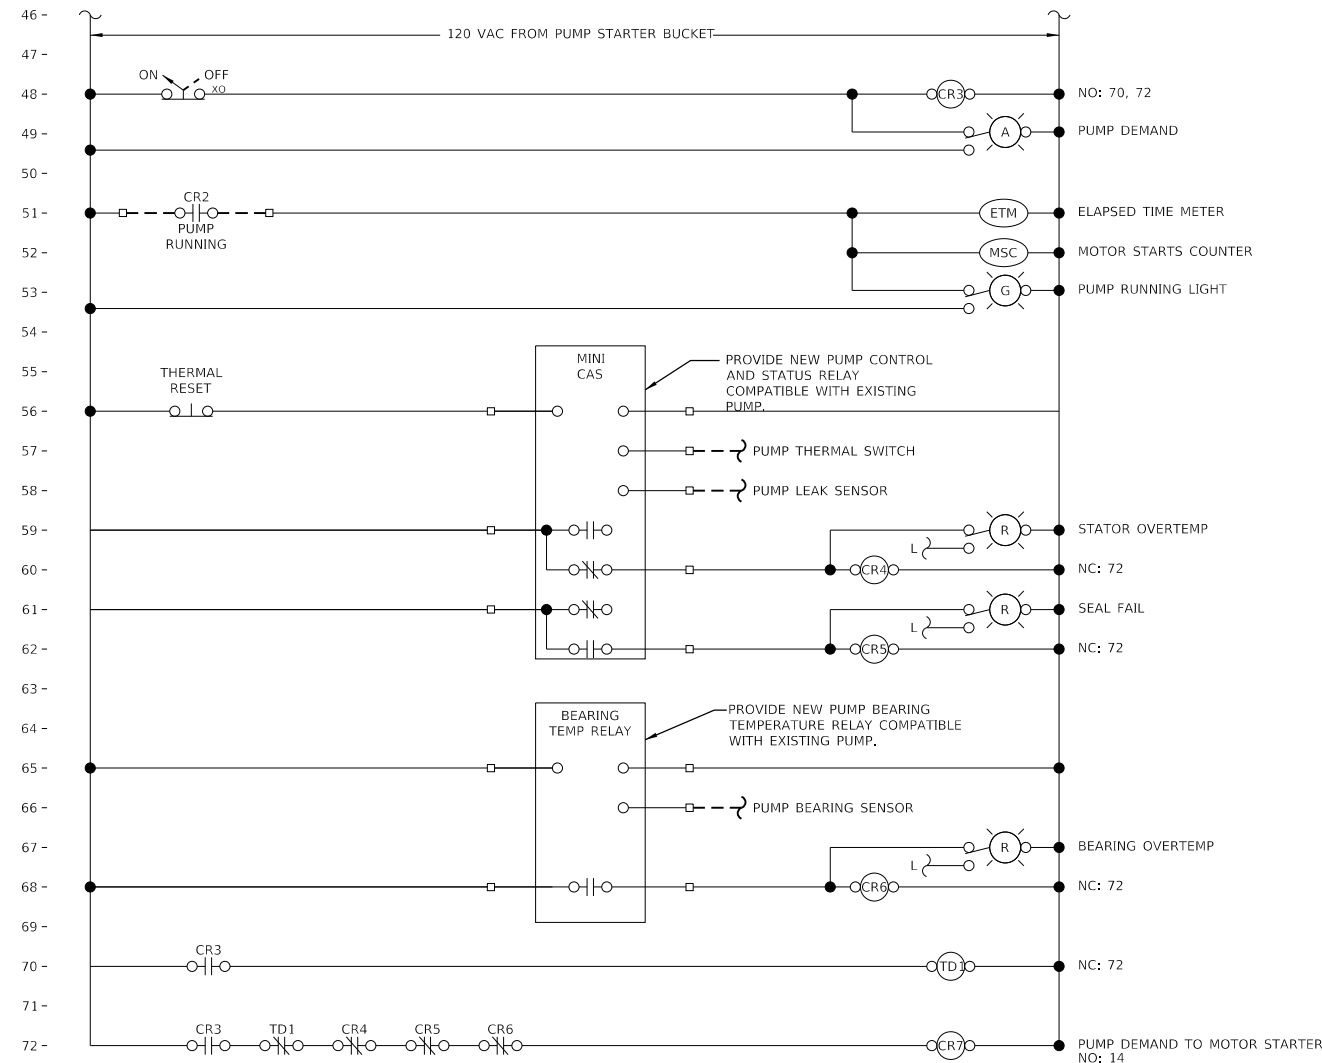 46 -
120 VAC FROM PUMP STARTER BUCKET
47 -
ON OFF
XO
48 - CR3 NO: 70, 72
49 - A PUMP DEMAND
50 -
CR2
51 - ETM ELAPSED TIME METER
PUMP
RUNNING
52 - MSC MOTOR STARTS COUNTER
53 - G PUMP RUNNING LIGHT
54 -
MINI
CAS
PROVIDE NEW PUMP CONTROL
AND STATUS RELAY
COMPATIBLE WITH EXISTING
PUMP.
55 -
THERMAL
RESET
56 -
57 - PUMP THERMAL SWITCH
58 - PUMP LEAK SENSOR
59 - R STATOR OVERTEMP
L
60 - CR4 NC: 72
61 - R SEAL FAIL
L
62 - CR5 NC: 72
63 -
BEARING
TEMP RELAY
PROVIDE NEW PUMP BEARING
TEMPERATURE RELAY COMPATIBLE
WITH EXISTING PUMP.
64 -
65 -
66 - PUMP BEARING SENSOR
67 - R BEARING OVERTEMP
L
68 - CR6 NC: 72
69 -
CR3
70 - TD1 NC: 72
71 -
CR3 TD1 CR4 CR5 CR6
72 - CR7 PUMP DEMAND TO MOTOR STARTER
NO: 14